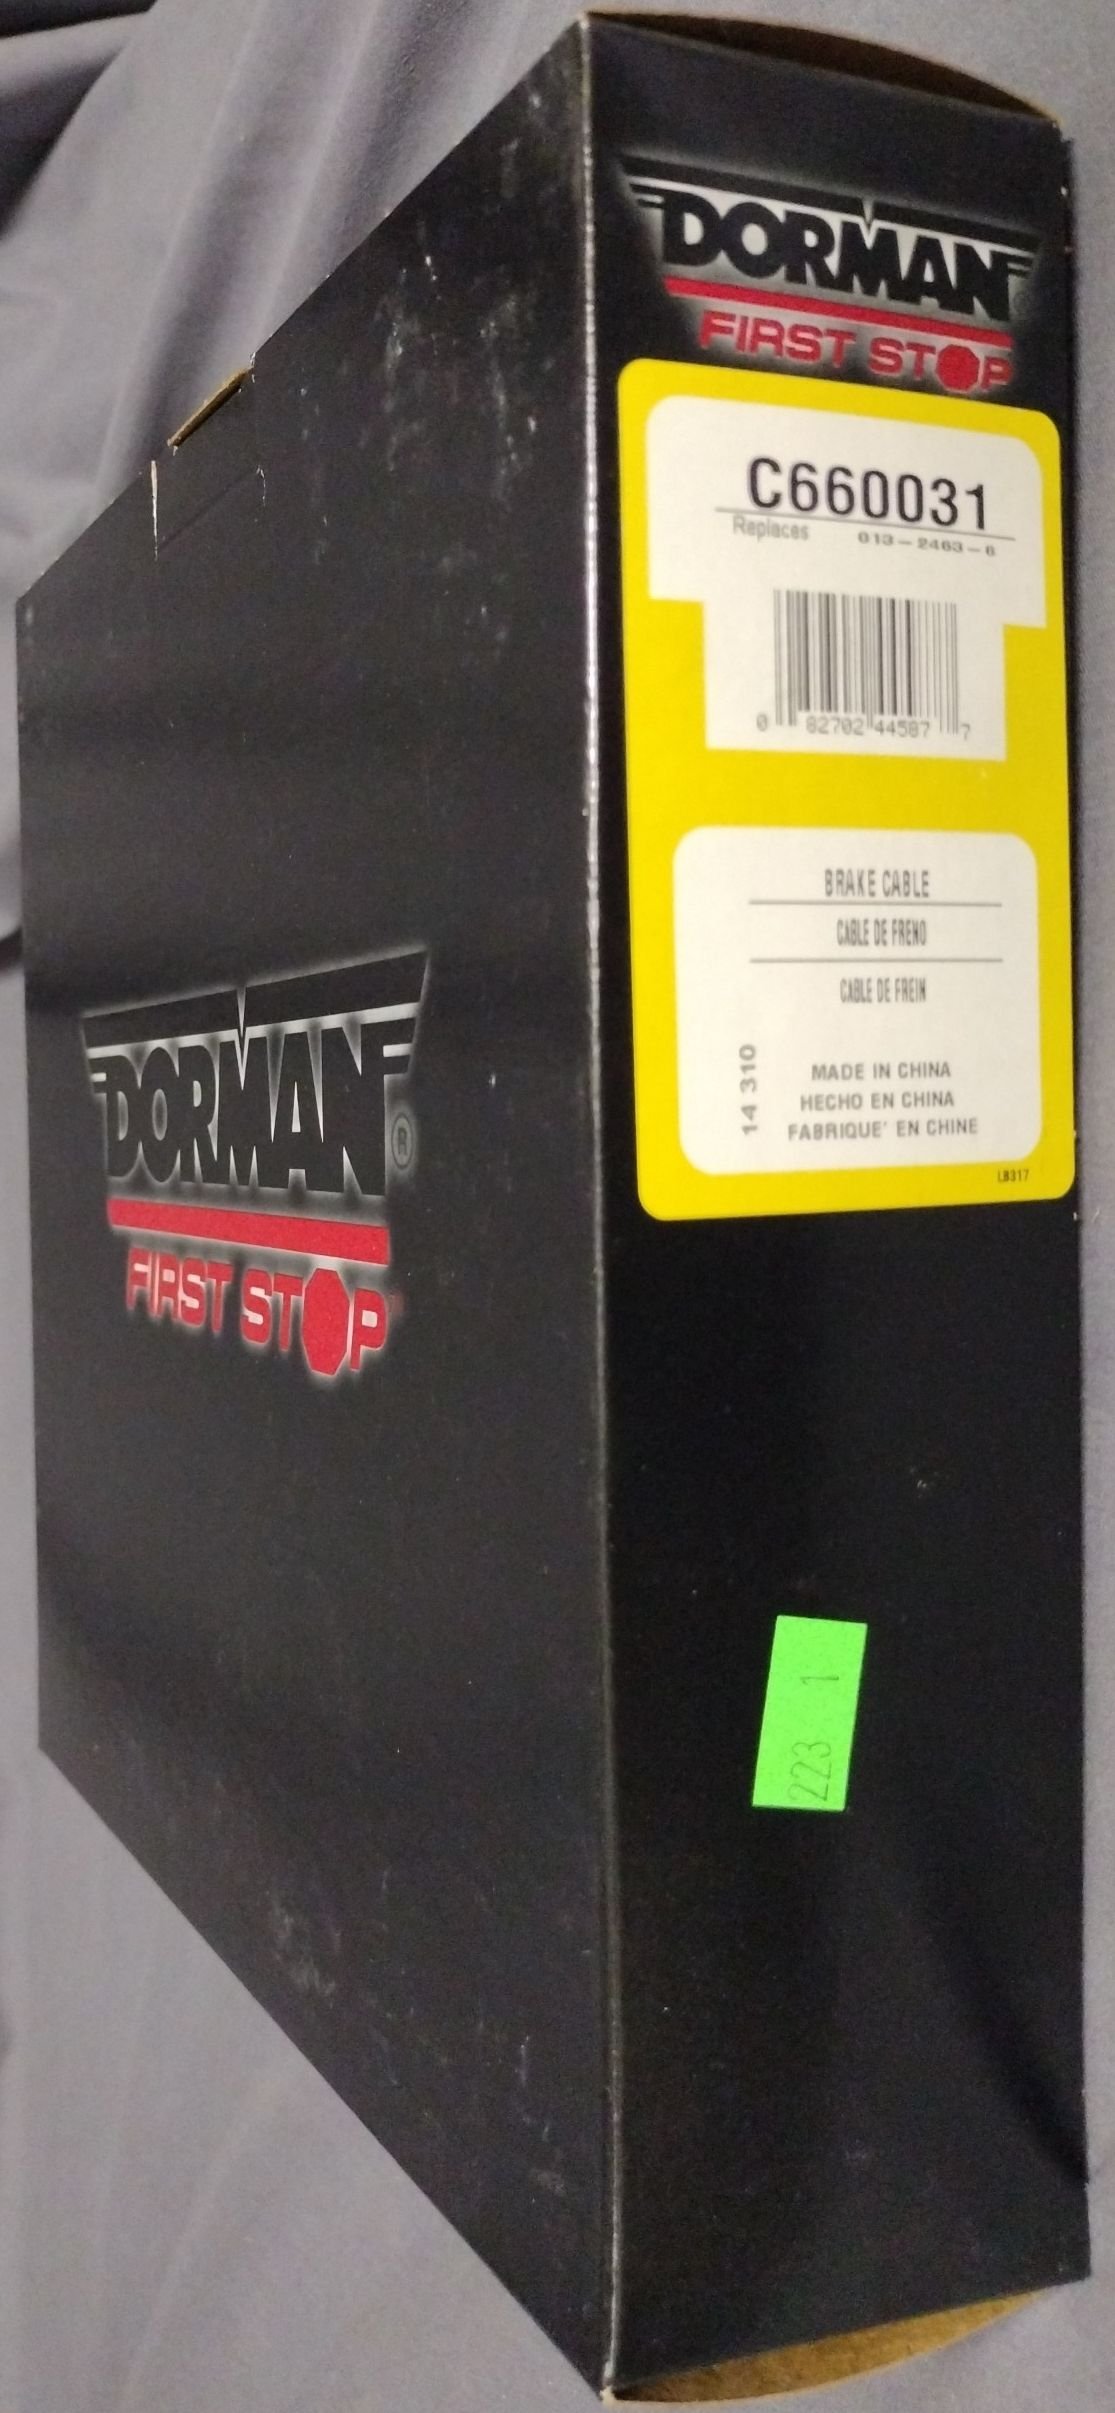 DORMAN
FIRST STOP
C660031
Replaces 013-2463-6
0 82702 44587 7
BRAKE CABLE
CABLE DE FRENO
CABLE DE FREIN
14 310
MADE IN CHINA
HECHO EN CHINA
FABRIQUE' EN CHINE
LB317
223 1
DORMAN®
FIRST STOP